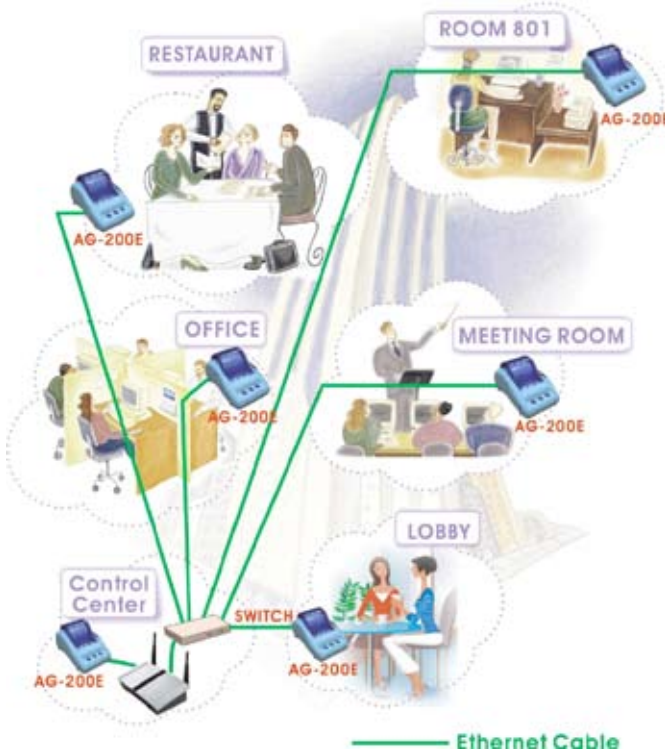 ROOM 801
RESTAURANT
AG-200E
AG-200E
OFFICE
MEETING ROOM
AG-200E
AG-200E
LOBBY
Control
Center
SWITCH
AG-200E
AG-200E
Ethernet Cable